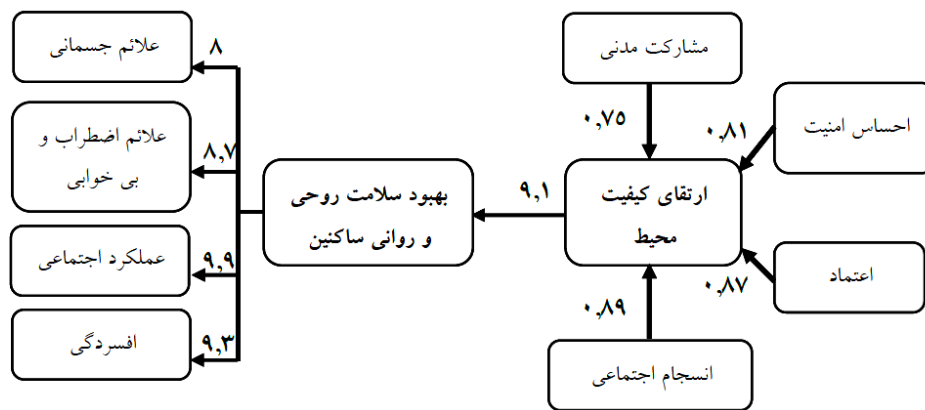 مشارکت مدنی
۰,۷۵
احساس امنیت
۰,۸۱
ارتقای کیفیت
محیط
اعتماد
۰,۸۷
انسجام اجتماعی
۰,۸۹
۹,۱
بهبود سلامت روحی
و روانی ساکنین
علائم جسمانی
۸
علائم اضطراب و
بی خوابی
۸,۷
عملکرد اجتماعی
۹,۹
افسردگی
۹,۳